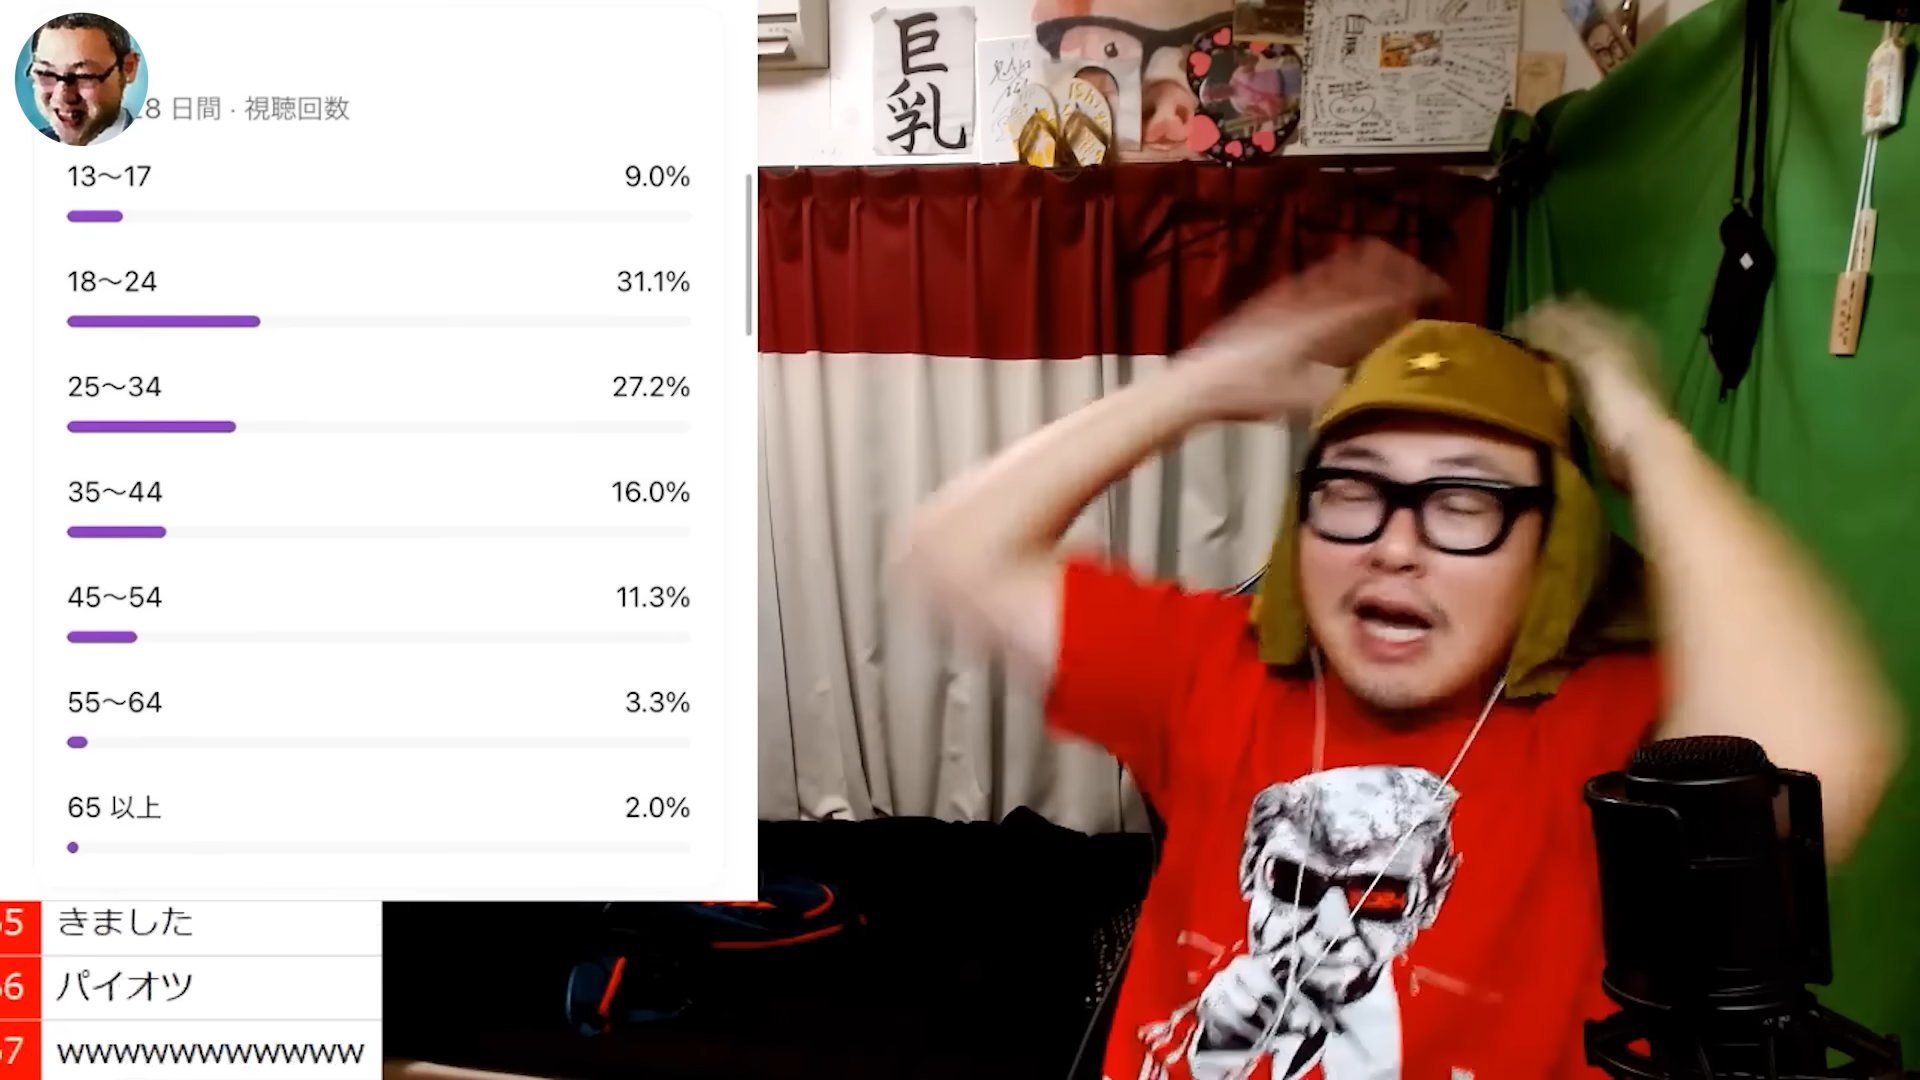 8 日間 · 視聴回数
13～17 9.0%
18～24 31.1%
25～34 27.2%
35～44 16.0%
45～54 11.3%
55～64 3.3%
65 以上 2.0%
5 きました
6 パイオツ
7 wwwwwwwwwwww
巨乳